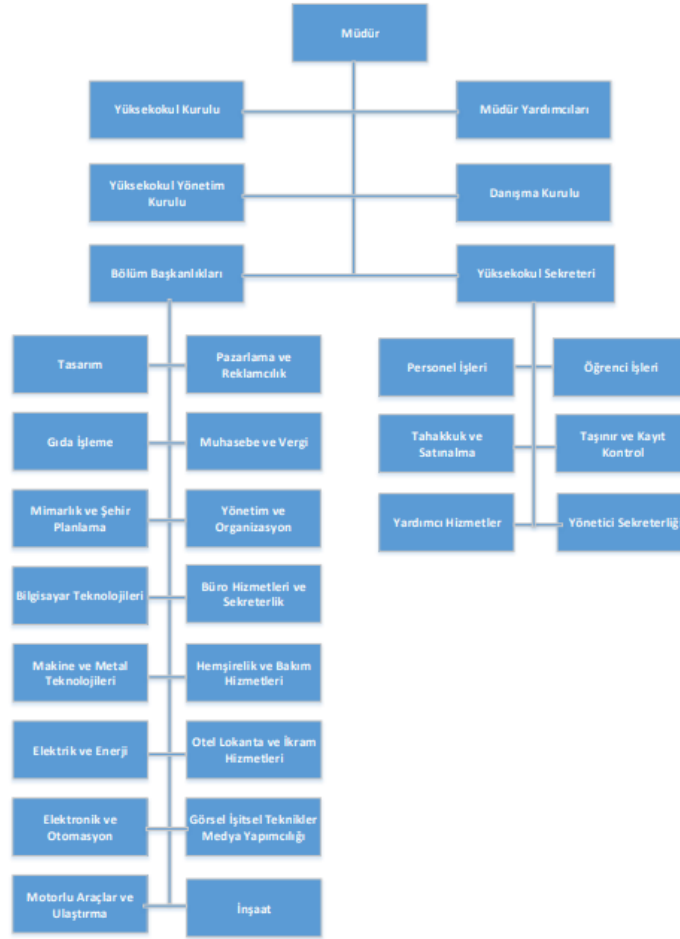 Müdür
Yüksekokul Kurulu
Müdür Yardımcıları
Yüksekokul Yönetim
Kurulu
Danışma Kurulu
Bölüm Başkanlıkları
Yüksekokul Sekreteri
Tasarım
Pazarlama ve
Reklamcılık
Gıda İşleme
Muhasebe ve Vergi
Mimarlık ve Şehir
Planlama
Yönetim ve
Organizasyon
Bilgisayar Teknolojileri
Büro Hizmetleri ve
Sekreterlik
Makine ve Metal
Teknolojileri
Hemşirelik ve Bakım
Hizmetleri
Elektrik ve Enerji
Otel Lokanta ve İkram
Hizmetleri
Elektronik ve
Otomasyon
Görsel İşitsel Teknikler
Medya Yapımcılığı
Motorlu Araçlar ve
Ulaştırma
İnşaat
Personel İşleri
Öğrenci İşleri
Tahakkuk ve
Satınalma
Taşınır ve Kayıt
Kontrol
Yardımcı Hizmetler
Yönetici Sekreterliğ